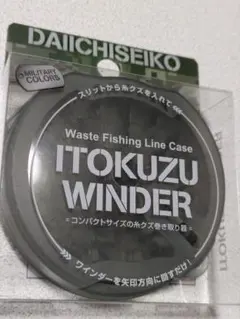 DAIICHISEIKO
MILITARY
COLORS
スリットから糸クズを入れて
Waste Fishing Line Case
ITOKUZU
WINDER
コンパクトサイズの糸クズ巻き取り器
ワインダーを矢印方向に回すだけ!